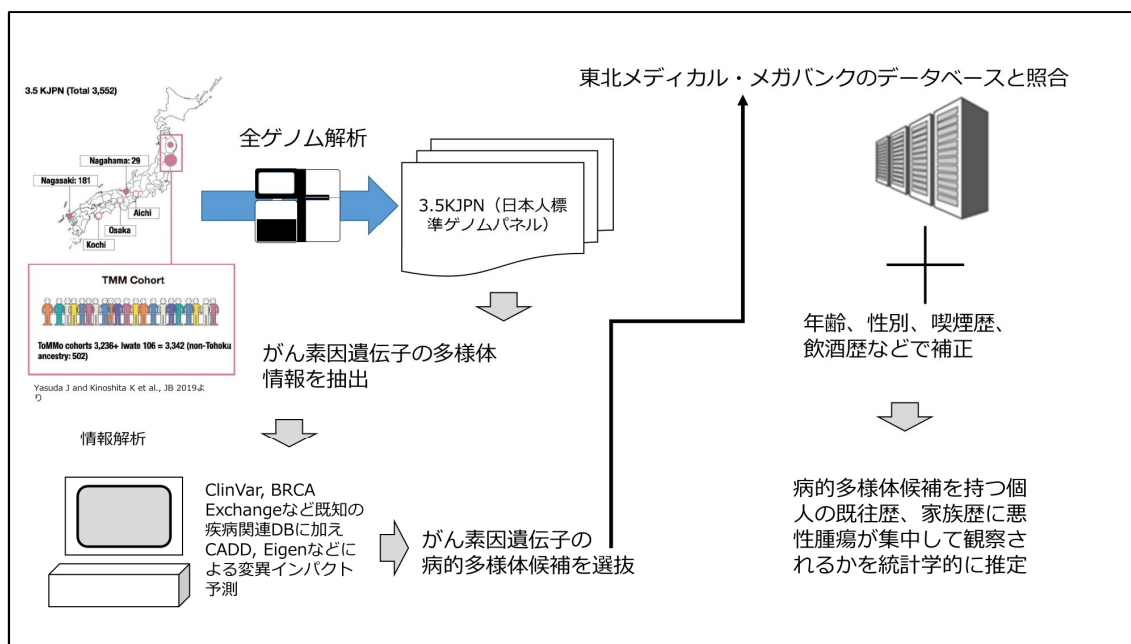 3.5 KJPN (Total 3,552)
Nagahama: 29
Nagasaki: 181
Aichi
Osaka
Kochi
TMM Cohort
ToMMo cohorts 3,236+ Iwate 106 = 3,342 (non-Tohoku
ancestry: 502)
Yasuda J and Kinoshita K et al., JB 2019よ
り
全ゲノム解析
3.5KJPN（日本人標
準ゲノムパネル）
がん素因遺伝子の多様体
情報を抽出
情報解析
ClinVar, BRCA
Exchangeなど既知の
疾病関連DBに加え
CADD, Eigenなどに
よる変異インパクト
予測
がん素因遺伝子の
病的多様体候補を選抜
東北メディカル・メガバンクのデータベースと照合
年齢、性別、喫煙歴、
飲酒歴などで補正
病的多様体候補を持つ個
人の既往歴、家族歴に悪
性腫瘍が集中して観察さ
れるかを統計学的に推定